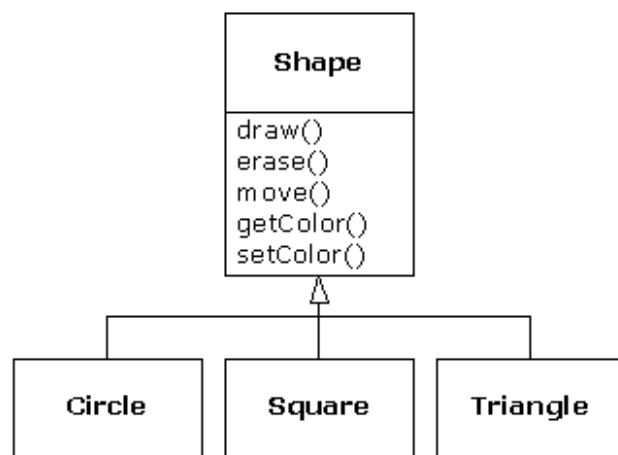 Shape
draw()
erase()
move()
getColor()
setColor()
Circle
Square
Triangle